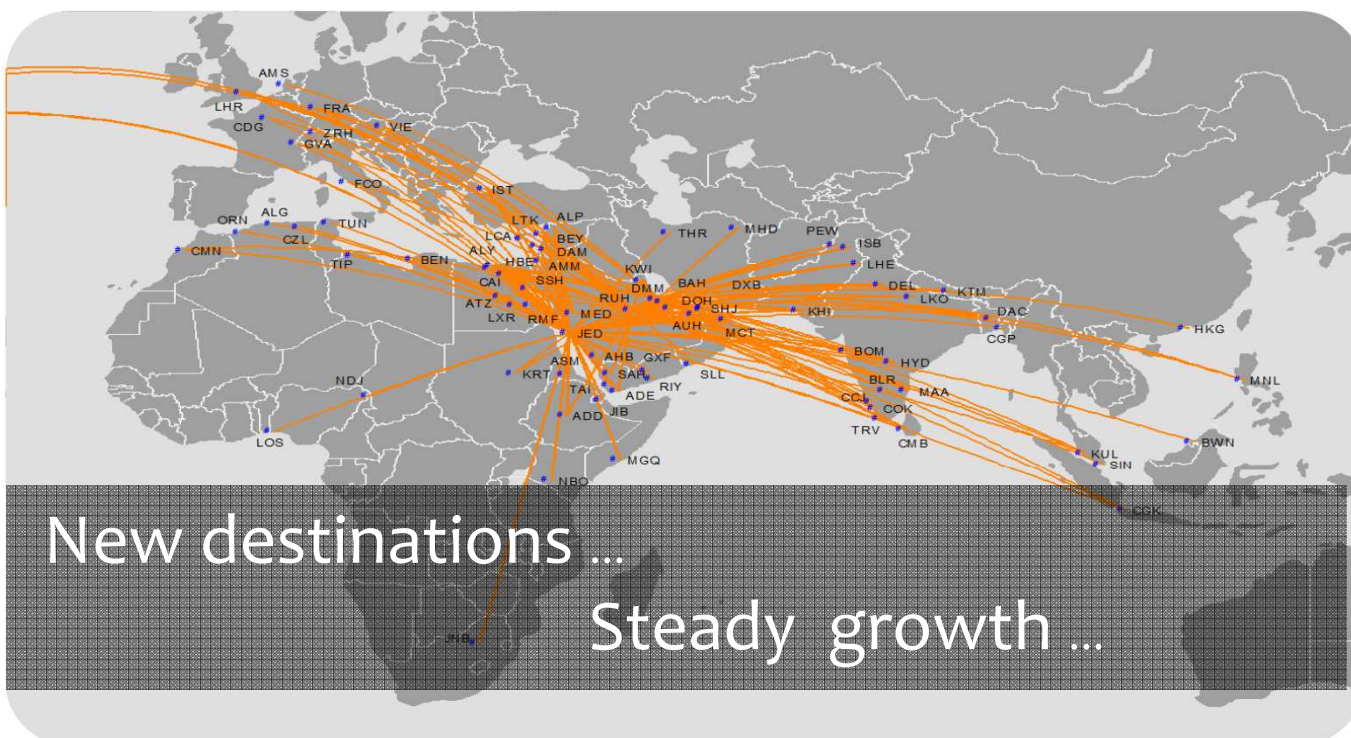 AMS
LHR
FRA
CDG
VIE
ZRH
GVA
FCO
IST
ORN
ALG
TUN
CZL
LTK
ALP
THR
MHD
PEW
ISB
CMN
TIP
BEN
LCA
BEY
ALY
HBE
DAM
AMM
LHE
CAI
SSH
KWI
BAH
DXB
DEL
KTM
DMM
RUH
DOH
SHJ
LKO
ATZ
LXR
RMF
MED
AUH
KHI
DAC
CGP
HKG
JED
MCT
ASM
AHB
GXF
BOM
HYD
KRT
SAH
RIY
SLL
NDJ
TAI
ADE
BLR
MAA
MNL
ADD
JIB
CCJ
COK
LOS
TRV
CMB
BWN
MGQ
KUL
SIN
NBO
CGK
New destinations ...
Steady growth ...
JNB